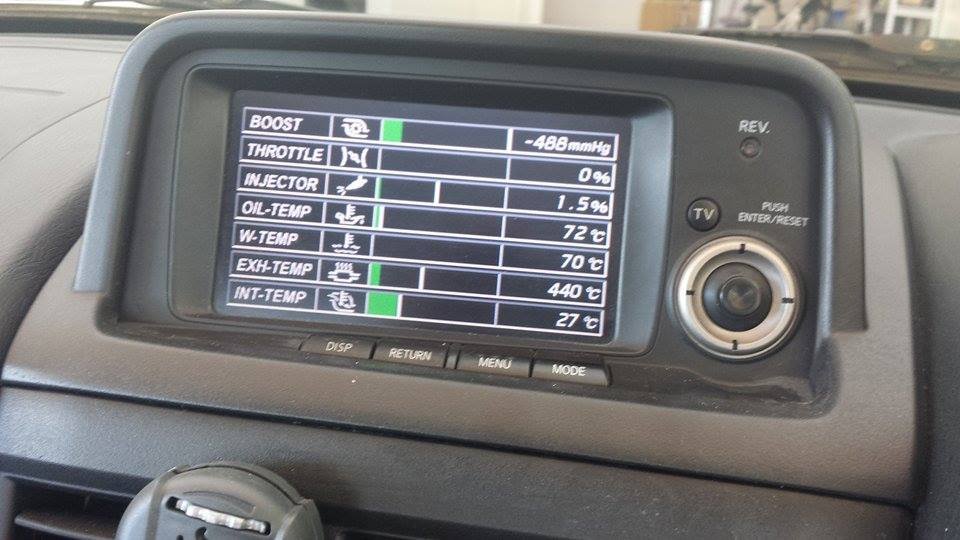 BOOST -488mmHg
THROTTLE 0%
INJECTOR 1.5%
OIL-TEMP 72℃
W-TEMP 70℃
EXH-TEMP 440℃
INT-TEMP 27℃
REV.
TV
PUSH
ENTER/RESET
DISP RETURN MENU MODE